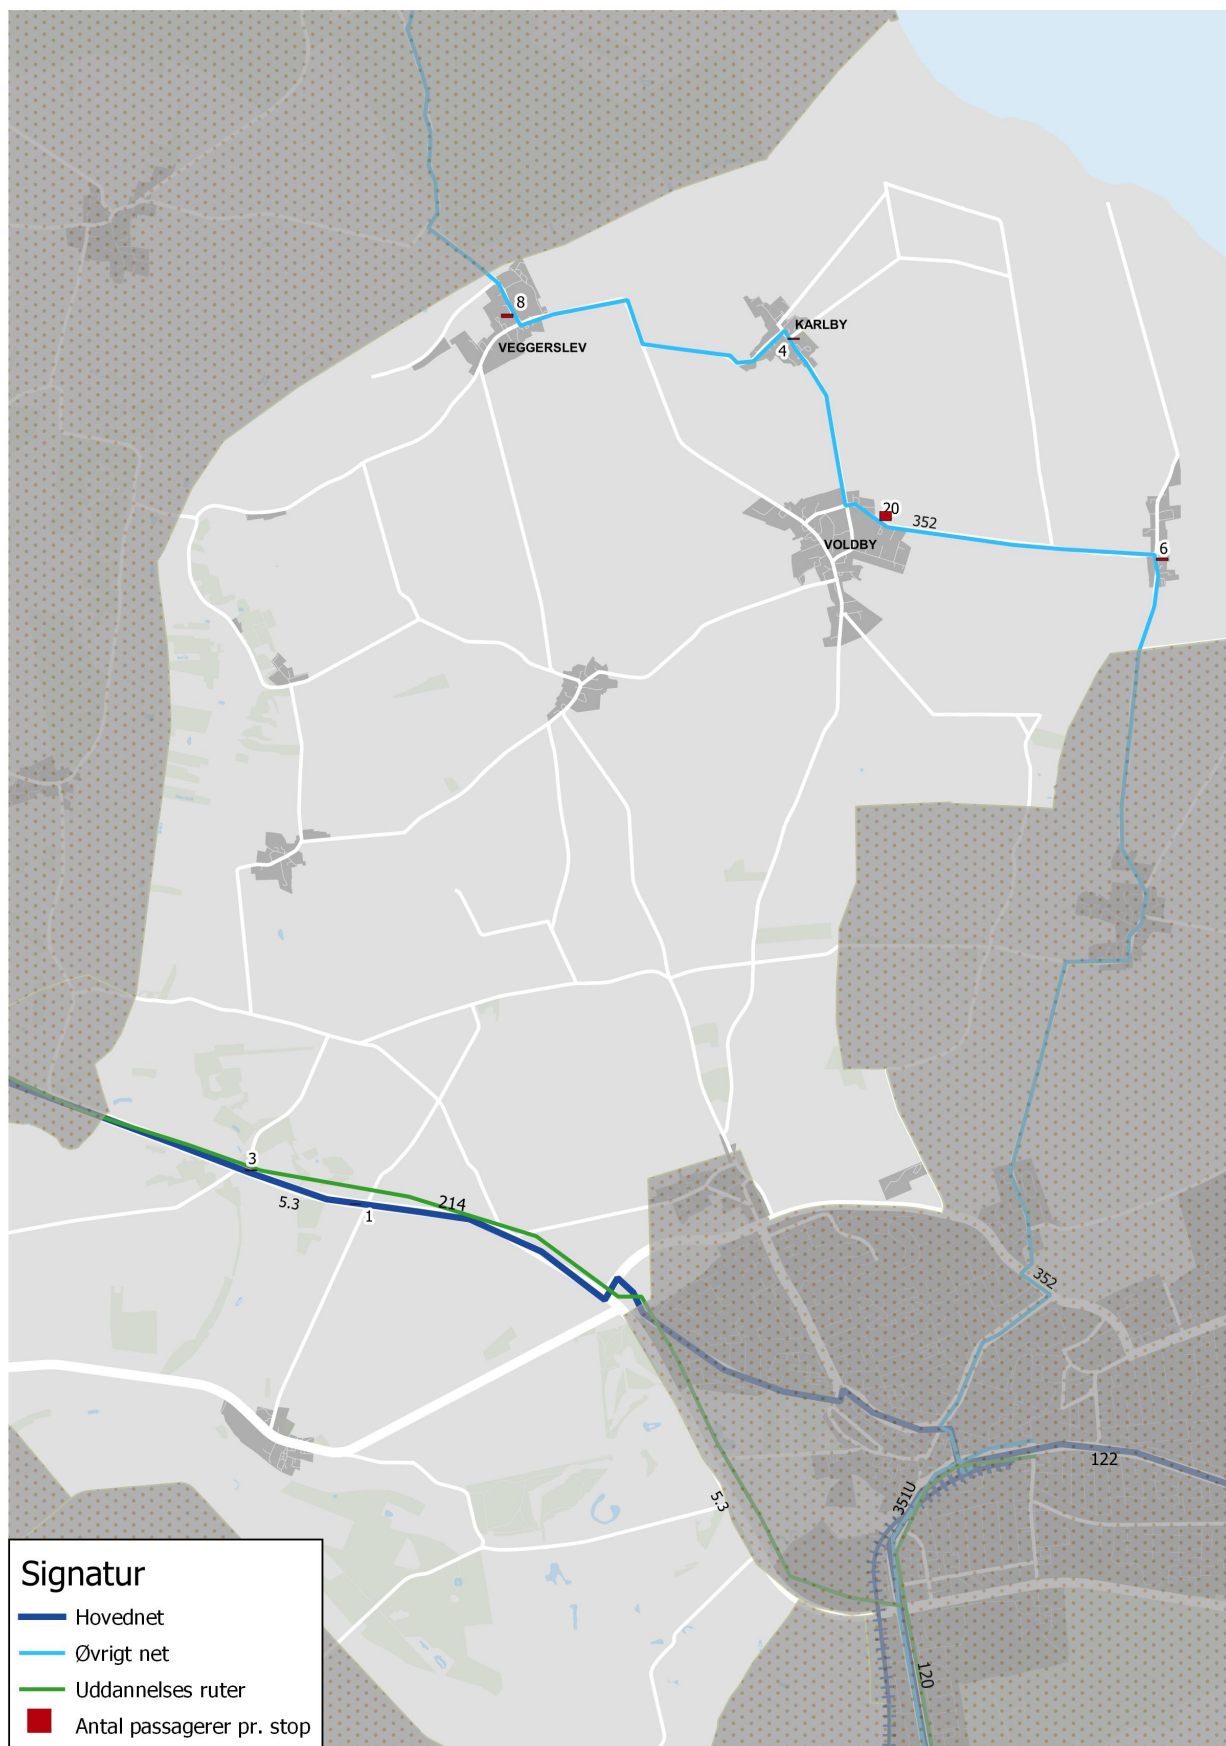 8
VEGGERSLEV
KARLBY
4
20
352
VOLDBY
6
3
5.3
1
214
352
122
5.3
351U
120
Signatur
Hovednet
Øvrigt net
Uddannelses ruter
Antal passagerer pr. stop